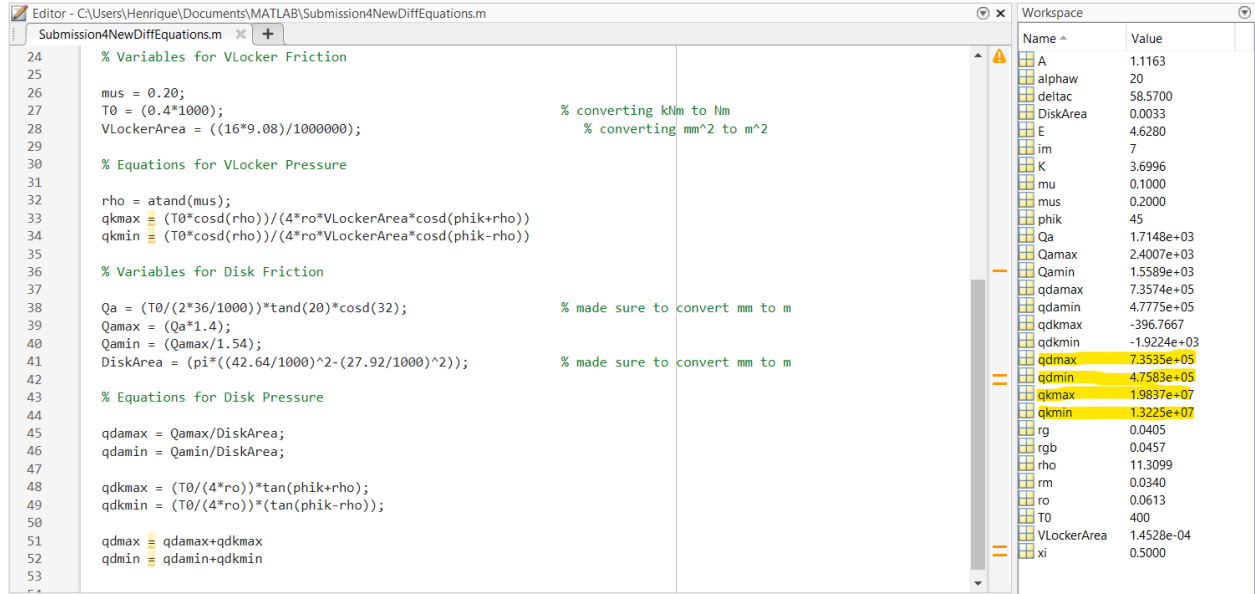 Editor - C:\Users\Henrique\Documents\MATLAB\Submission4NewDiffEquations.m
Submission4NewDiffEquations.m
24 % Variables for VLocker Friction
25
26 mus = 0.20;
27 T0 = (0.4*1000); % converting kNm to Nm
28 VLockerArea = ((16*9.08)/1000000); % converting mm^2 to m^2
29
30 % Equations for VLocker Pressure
31
32 rho = atand(mus);
33 qkmax = (T0*cosd(rho))/(4*ro*VLockerArea*cosd(phik+rho))
34 qkmin = (T0*cosd(rho))/(4*ro*VLockerArea*cosd(phik-rho))
35
36 % Variables for Disk Friction
37
38 Qa = (T0/(2*36/1000))*tand(20)*cosd(32); % made sure to convert mm to m
39 Qamax = (Qa*1.4);
40 Qamin = (Qamax/1.54);
41 DiskArea = (pi*((42.64/1000)^2-(27.92/1000)^2)); % made sure to convert mm to m
42
43 % Equations for Disk Pressure
44
45 qdamax = Qamax/DiskArea;
46 qdamin = Qamin/DiskArea;
47
48 qdkmax = (T0/(4*ro))*tan(phik+rho);
49 qdkmin = (T0/(4*ro))*(tan(phik-rho));
50
51 qdmax = qdamax+qdkmax
52 qdmin = qdamin+qdkmin
53
Workspace
Name Value
A 1.1163
alphaw 20
deltac 58.5700
DiskArea 0.0033
E 4.6280
im 7
K 3.6996
mu 0.1000
mus 0.2000
phik 45
Qa 1.7148e+03
Qamax 2.4007e+03
Qamin 1.5589e+03
qdamax 7.3574e+05
qdamin 4.7775e+05
qdkmax -396.7667
qdkmin -1.9224e+03
qdmax 7.3535e+05
qdmin 4.7583e+05
qkmax 1.9837e+07
qkmin 1.3225e+07
rg 0.0405
rgb 0.0457
rho 11.3099
rm 0.0340
ro 0.0613
T0 400
VLockerArea 1.4528e-04
xi 0.5000